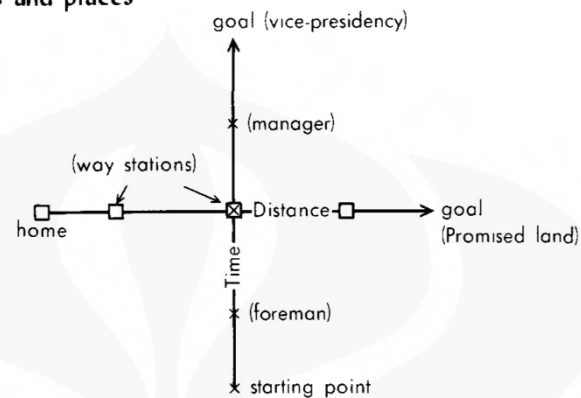 and places
goal (vice-presidency)
(manager)
(way stations)
Distance
goal
(Promised land)
home
Time
(foreman)
starting point